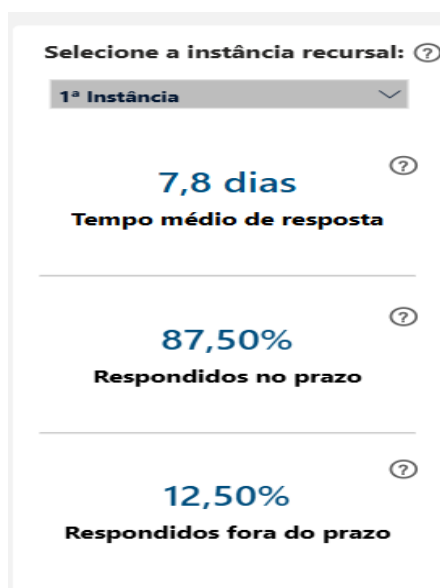 Selecione a instância recursal: ?
1ª Instância
?
7,8 dias
Tempo médio de resposta
?
87,50%
Respondidos no prazo
?
12,50%
Respondidos fora do prazo